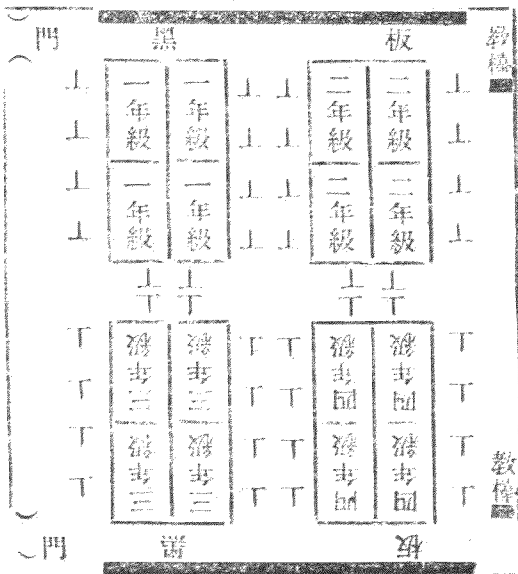 門 黑 板 教
一年級 一年級 二年級 二年級
一年級 一年級 二年級 二年級
三年級 三年級 四年級 四年級
三年級 三年級 四年級 四年級
教
門 黑 板